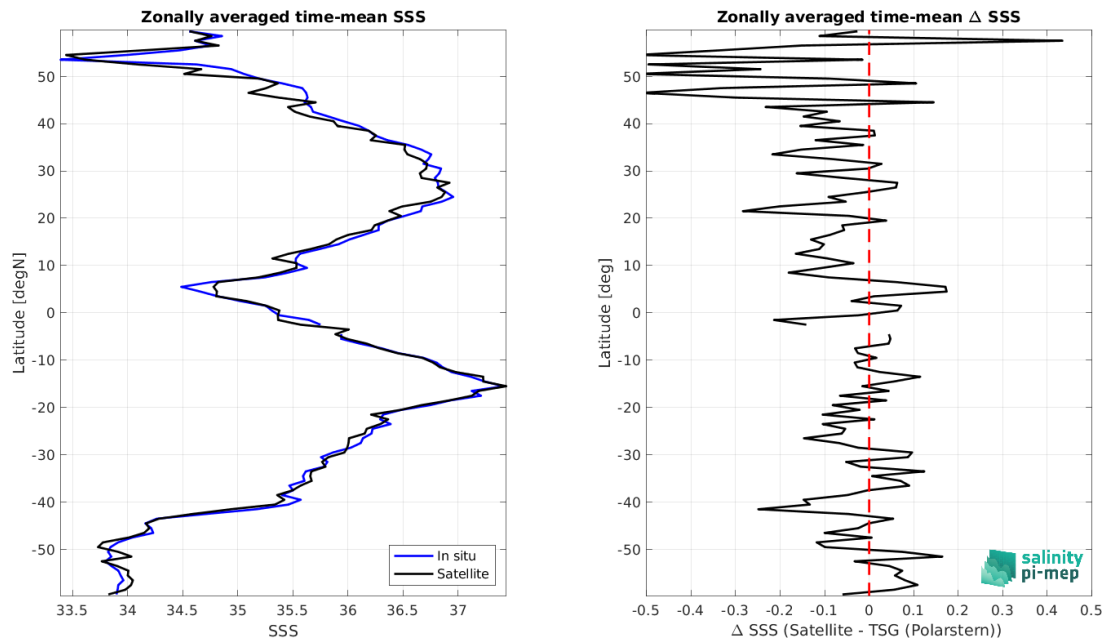 Zonally averaged time-mean SSS
Latitude [degN]
50
40
30
20
10
0
-10
-20
-30
-40
-50
33.5 34 34.5 35 35.5 36 36.5 37
SSS
In situ
Satellite
Zonally averaged time-mean Δ SSS
Latitude [deg]
50
40
30
20
10
0
-10
-20
-30
-40
-50
-0.5 -0.4 -0.3 -0.2 -0.1 0 0.1 0.2 0.3 0.4 0.5
Δ SSS (Satellite - TSG (Polarstern))
salinity
pi-mep